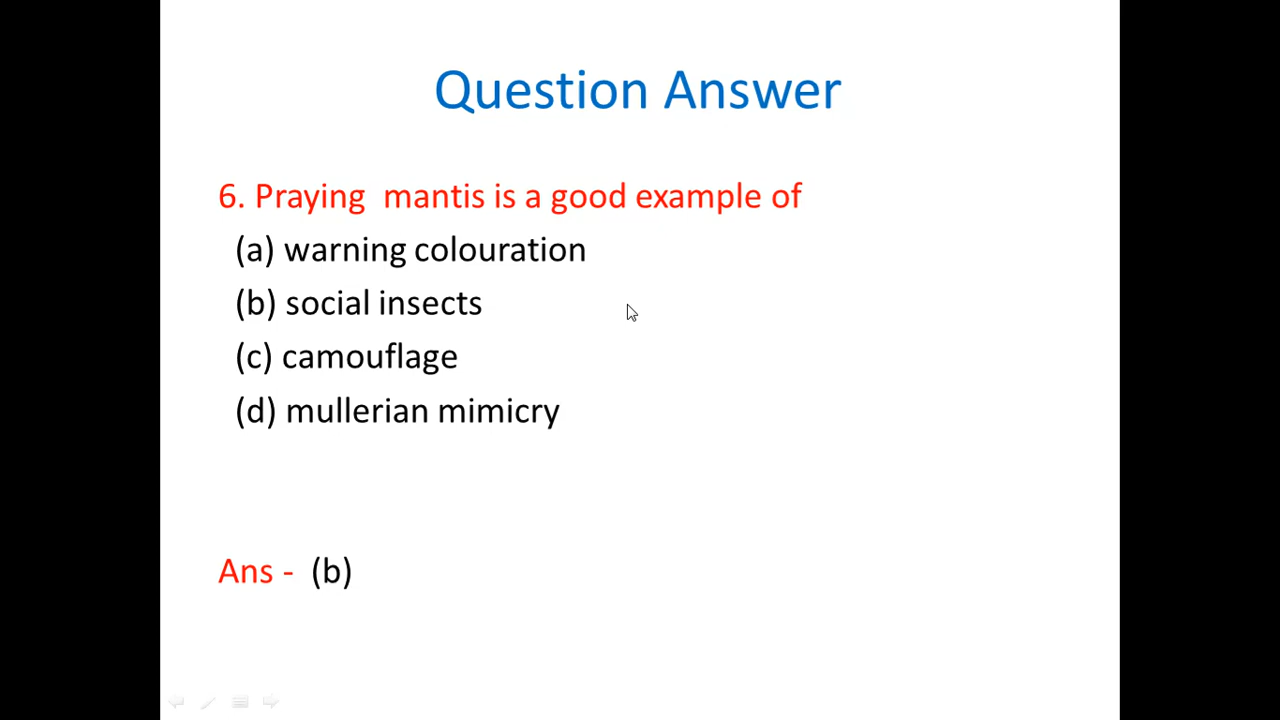 Question Answer
6. Praying  mantis is a good example of
(a) warning colouration
(b) social insects
(c) camouflage
(d) mullerian mimicry
Ans -  (b)